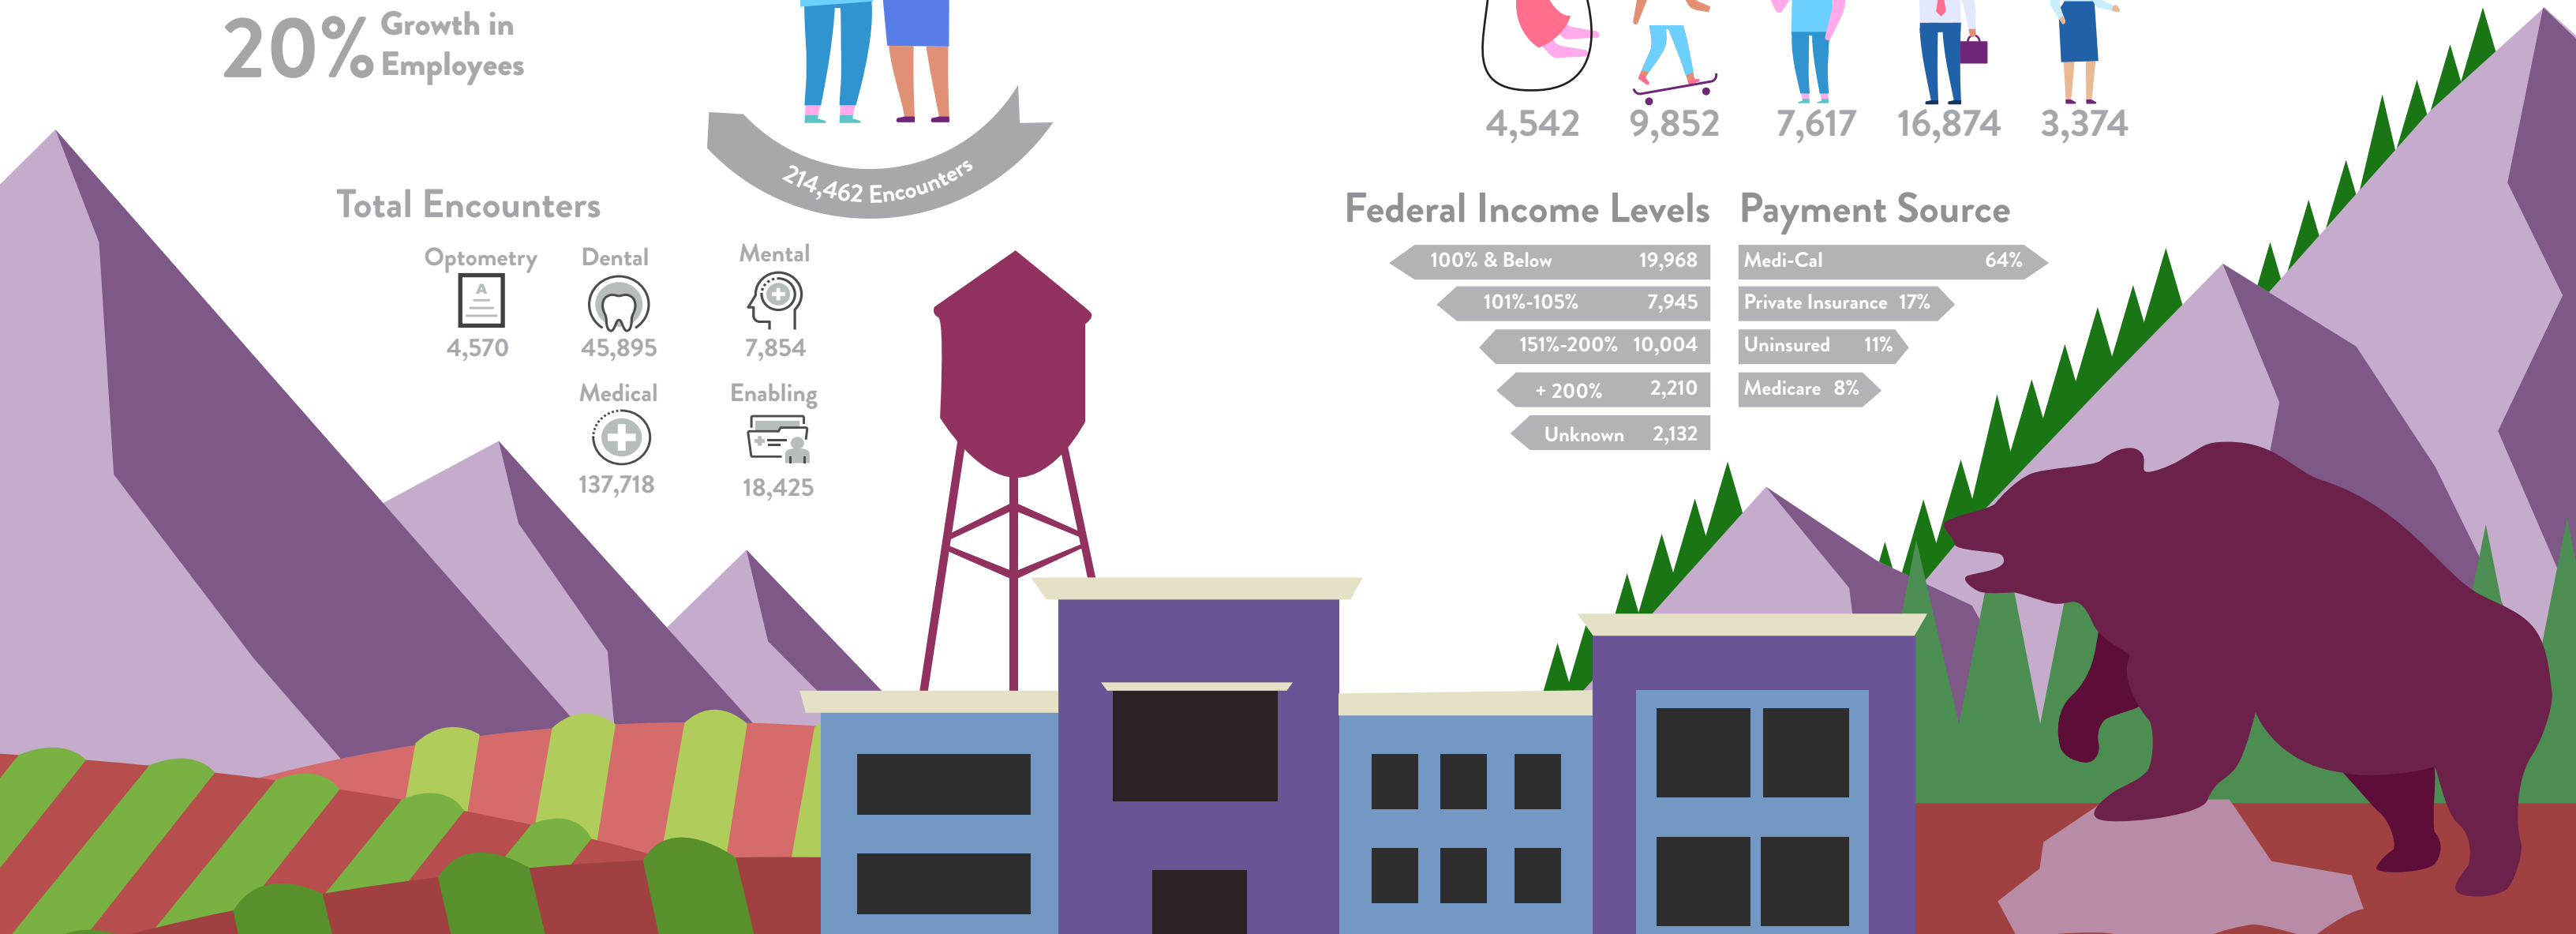 20% Growth in
Employees
214,462 Encounters
Total Encounters
Optometry
A
4,570
Dental
45,895
Mental
7,854
Medical
137,718
Enabling
18,425
4,542 9,852 7,617 16,874 3,374
Federal Income Levels
100% & Below 19,968
101%-105% 7,945
151%-200% 10,004
+ 200% 2,210
Unknown 2,132
Payment Source
Medi-Cal 64%
Private Insurance 17%
Uninsured 11%
Medicare 8%